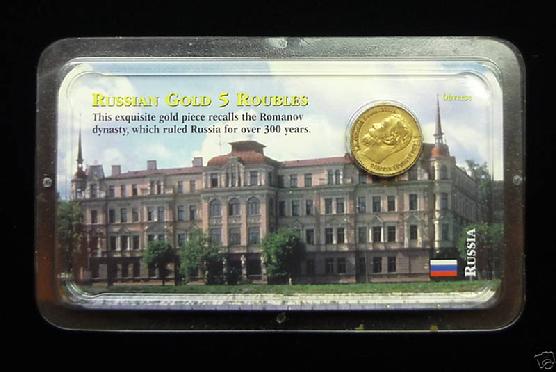 RUSSIAN GOLD 5 ROUBLES
This exquisite gold piece recalls the Romanov
dynasty, which ruled Russia for over 300 years.
Obverse
RUSSIA